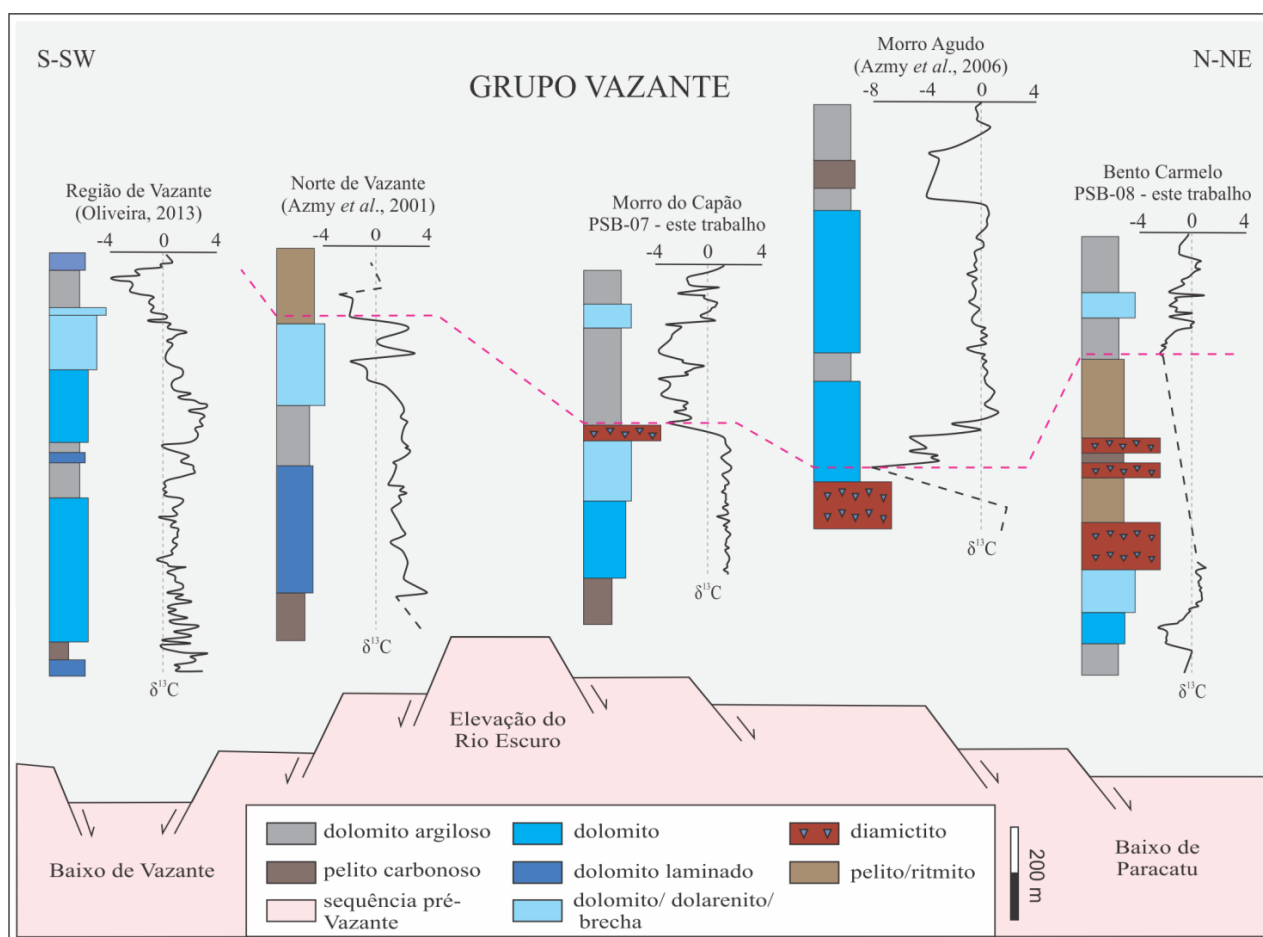 S-SW
N-NE
GRUPO VAZANTE
Região de Vazante
(Oliveira, 2013)
-4 0 4
δ¹³C
Norte de Vazante
(Azmy et al., 2001)
-4 0 4
δ¹³C
Morro do Capão
PSB-07 - este trabalho
-4 0 4
δ¹³C
Morro Agudo
(Azmy et al., 2006)
-8 -4 0 4
δ¹³C
Bento Carmelo
PSB-08 - este trabalho
-4 0 4
δ¹³C
Elevação do
Rio Escuro
Baixo de Vazante
Baixo de
Paracatu
dolomito argiloso
pelito carbonoso
sequência pré-
Vazante
dolomito
dolomito laminado
dolomito/ dolarenito/
brecha
diamictito
pelito/ritmito
200 m